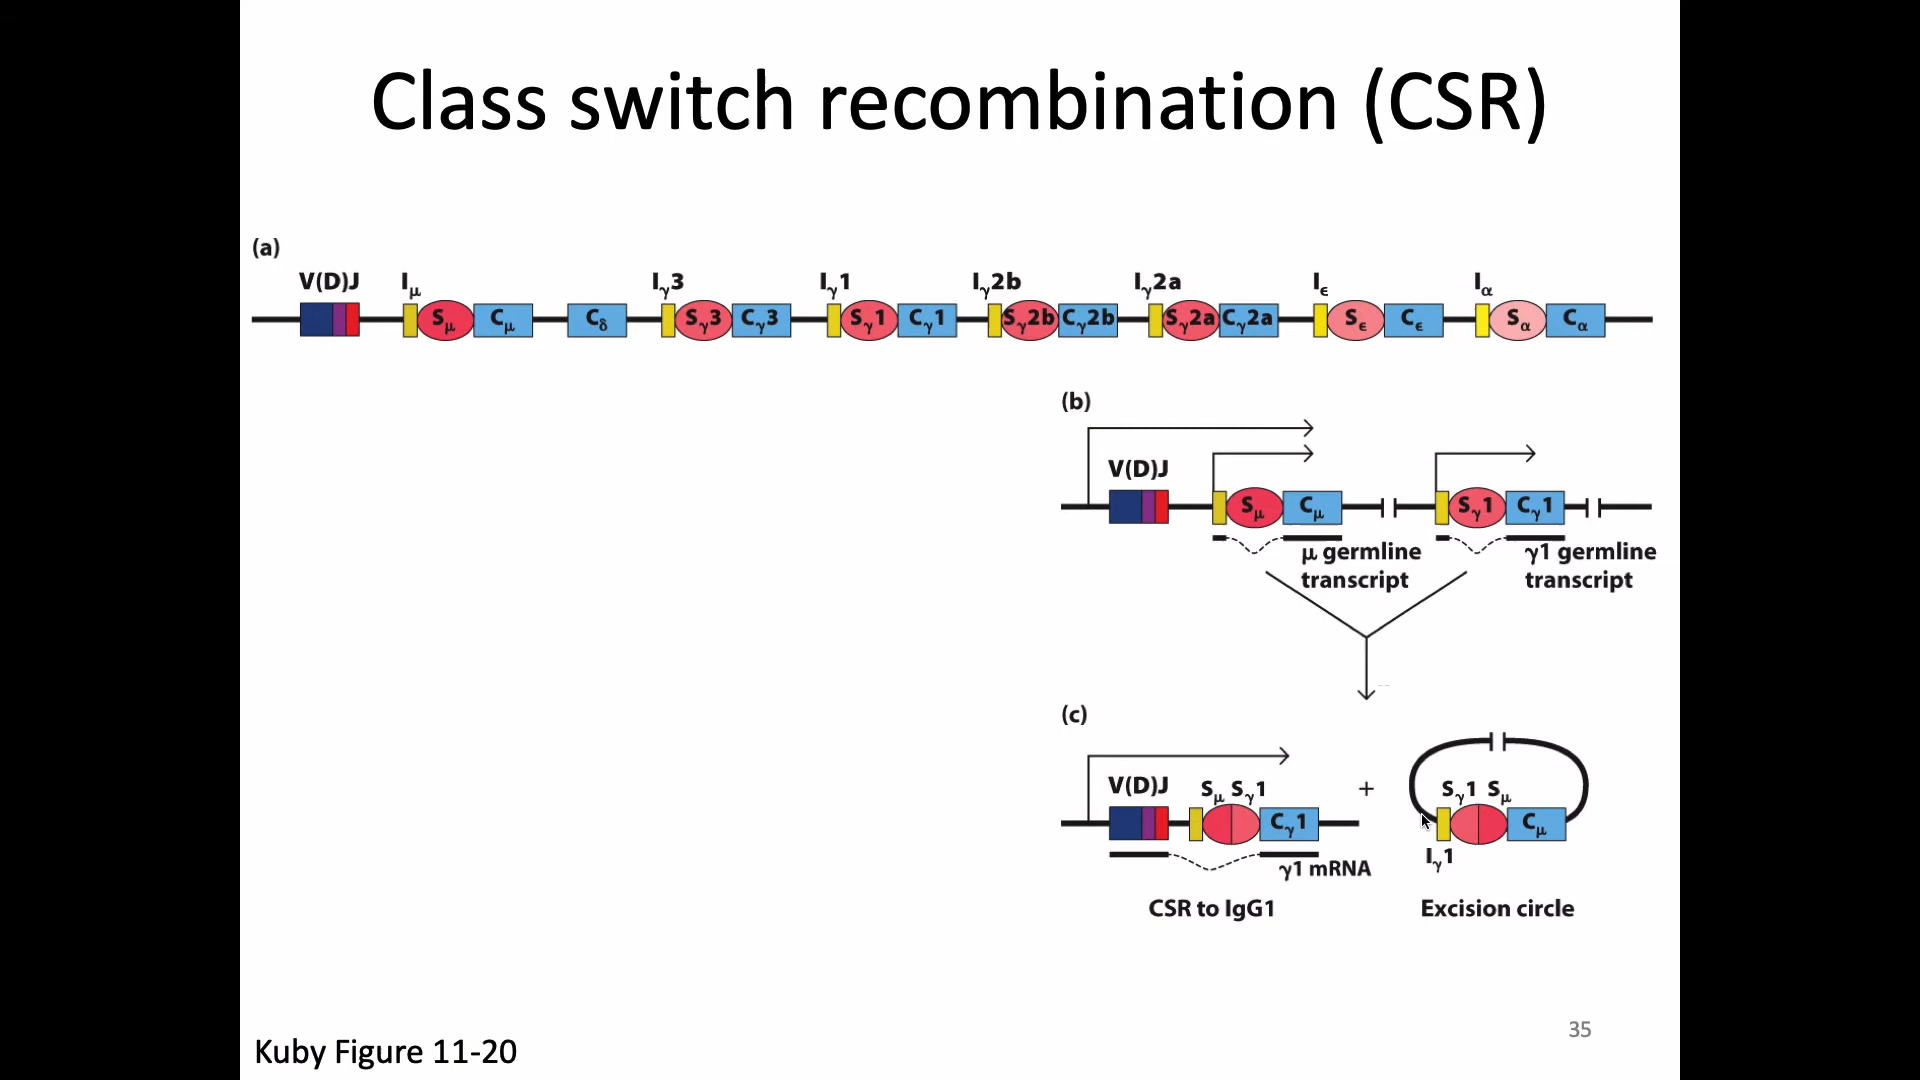 Class switch recombination (CSR)
(a)
V(D)J Iμ Iγ3 Iγ1 Iγ2b Iγ2a Iϵ Iα
Sμ Cμ Cδ Sγ3 Cγ3 Sγ1 Cγ1 Sγ2b Cγ2b Sγ2a Cγ2a Sϵ Cϵ Sα Cα
(b)
V(D)J
Sμ Cμ Sγ1 Cγ1
μ germline
transcript
γ1 germline
transcript
(c)
V(D)J Sμ Sγ1 + Sγ1 Sμ
Cγ1 Cμ
Iγ1
γ1 mRNA
CSR to IgG1 Excision circle
35
Kuby Figure 11-20